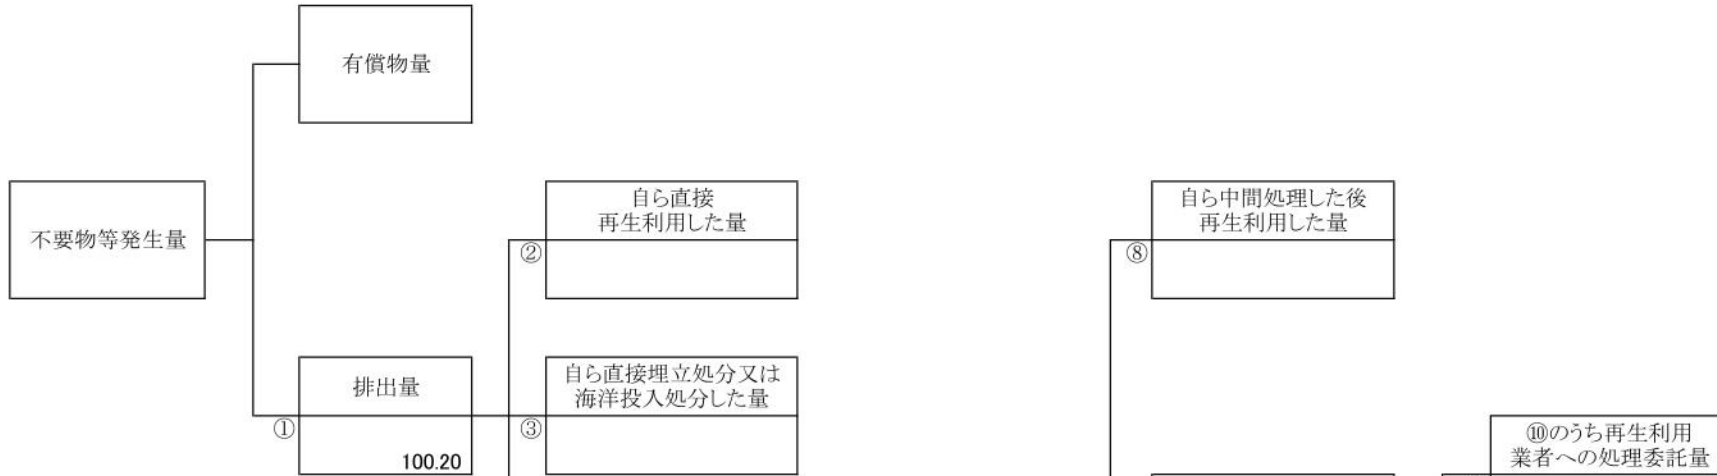 有償物量
不要物等発生量
自ら直接
再生利用した量
②
自ら中間処理した後
再生利用した量
⑧
排出量
①
100.20
自ら直接埋立処分又は
海洋投入処分した量
③
⑩のうち再生利用
業者への処理委託量